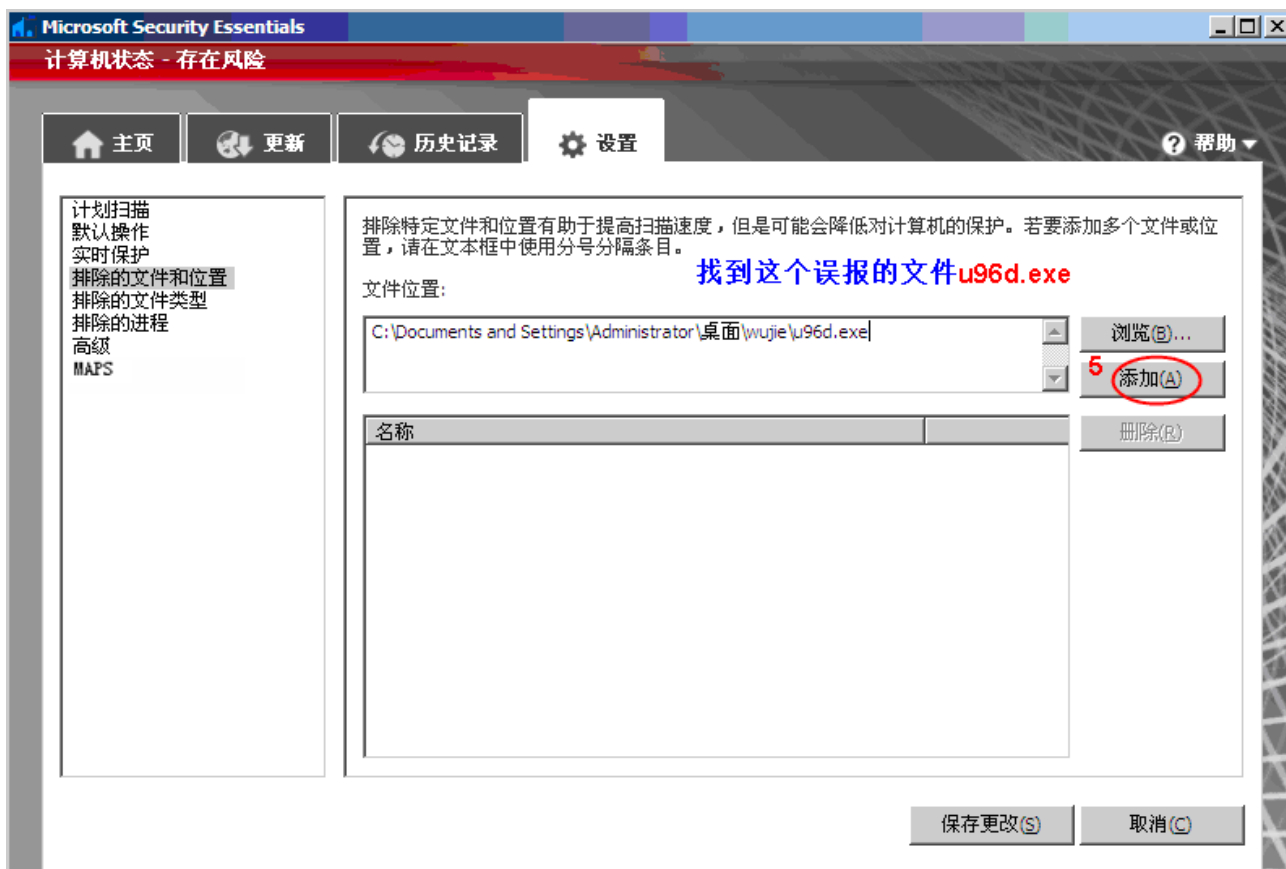 Microsoft Security Essentials
计算机状态 - 存在风险
主页
更新
历史记录
设置
帮助
计划扫描
默认操作
实时保护
排除的文件和位置
排除的文件类型
排除的进程
高级
MAPS
排除特定文件和位置有助于提高扫描速度，但是可能会降低对计算机的保护。若要添加多个文件或位
置，请在文本框中使用分号分隔条目。
找到这个误报的文件u96d.exe
文件位置:
C:\Documents and Settings\Administrator\桌面\wujie\u96d.exe
浏览(B)...
5
添加(A)
名称
删除(R)
保存更改(S)
取消(C)